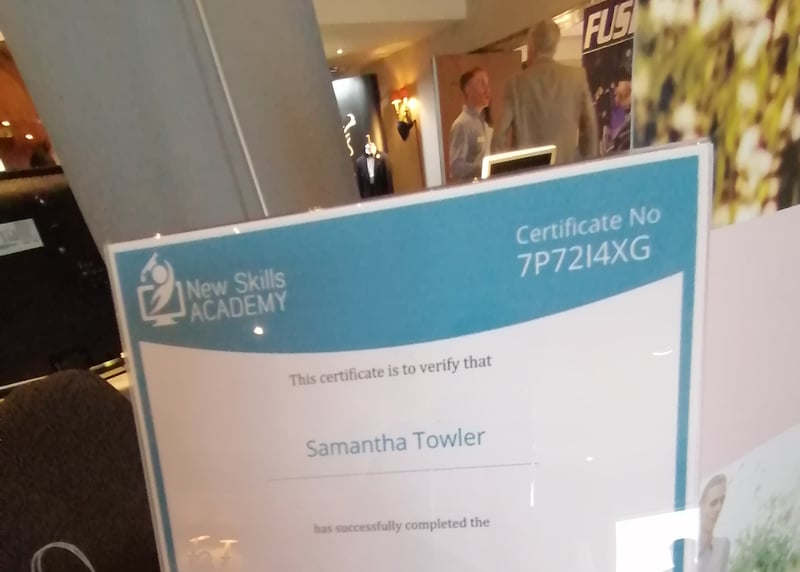 FUS
Certificate No
7P72I4XG
New Skills
ACADEMY
This certificate is to verify that
Samantha Towler
has successfully completed the